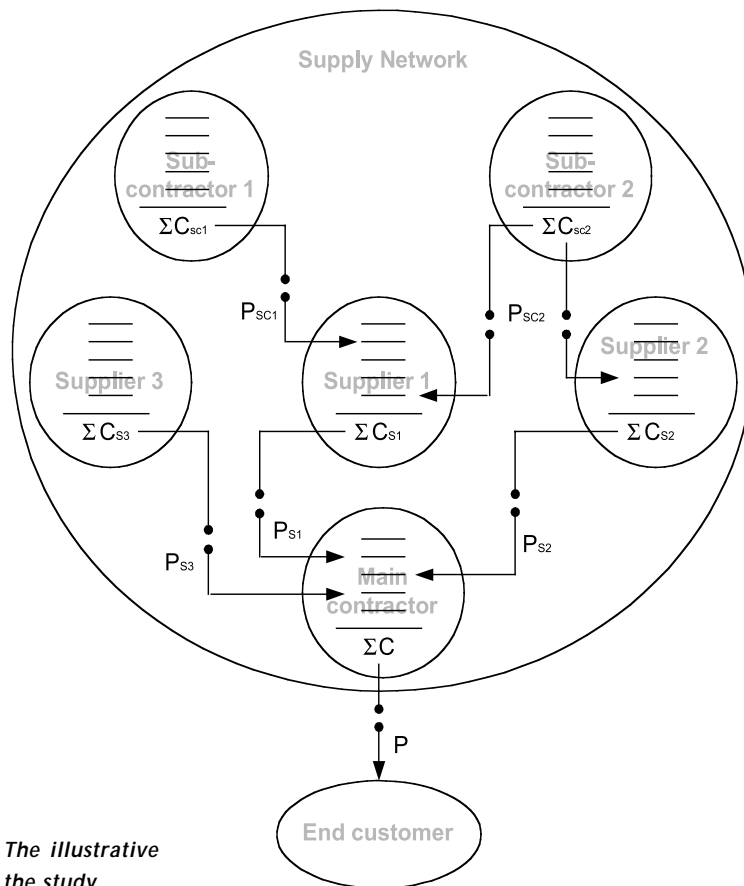 Supply Network
Sub-
contractor 1
ΣCsc1
Sub-
contractor 2
ΣCsc2
PSC1
PSC2
Supplier 3
ΣCS3
Supplier 1
ΣCS1
Supplier 2
ΣCS2
PS3
PS1
PS2
Main
contractor
ΣC
P
End customer
The illustrative
the study